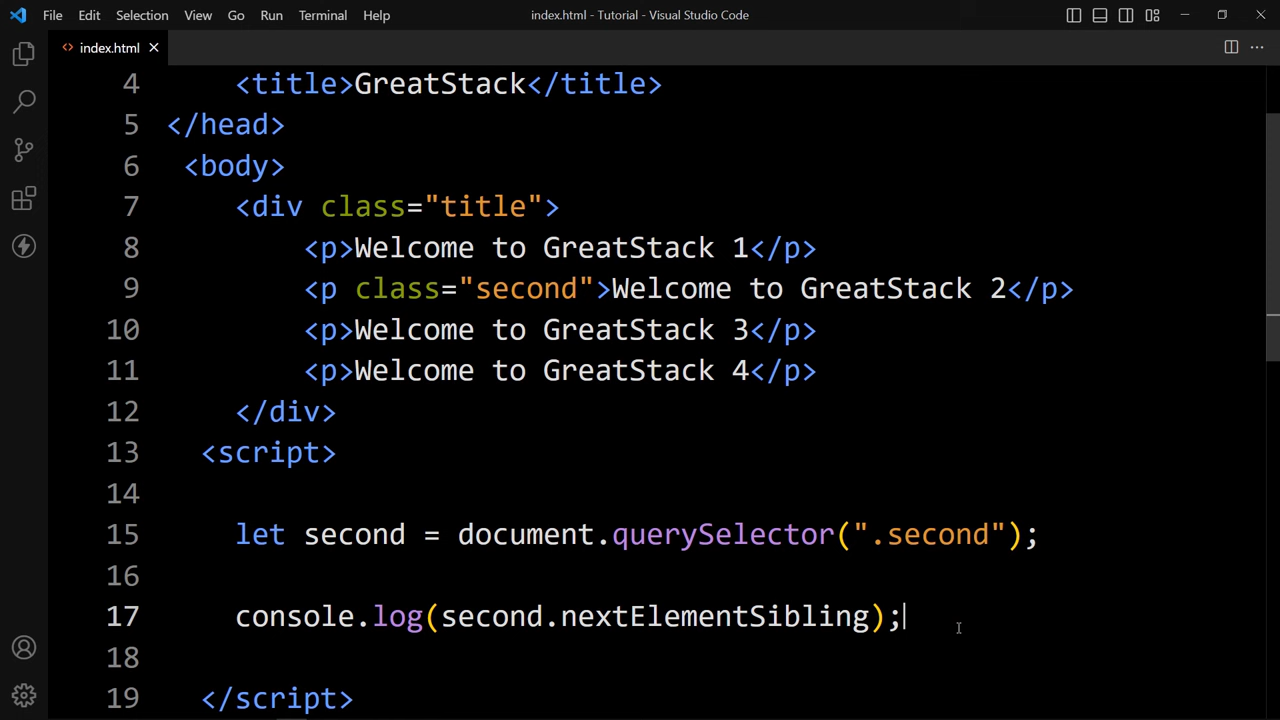 File Edit Selection View Go Run Terminal Help index.html - Tutorial - Visual Studio Code
<> index.html
4 <title>GreatStack</title>
5 </head>
6 <body>
7 <div class="title">
8 <p>Welcome to GreatStack 1</p>
9 <p class="second">Welcome to GreatStack 2</p>
10 <p>Welcome to GreatStack 3</p>
11 <p>Welcome to GreatStack 4</p>
12 </div>
13 <script>
14
15 let second = document.querySelector(".second");
16
17 console.log(second.nextElementSibling);
18
19 </script>